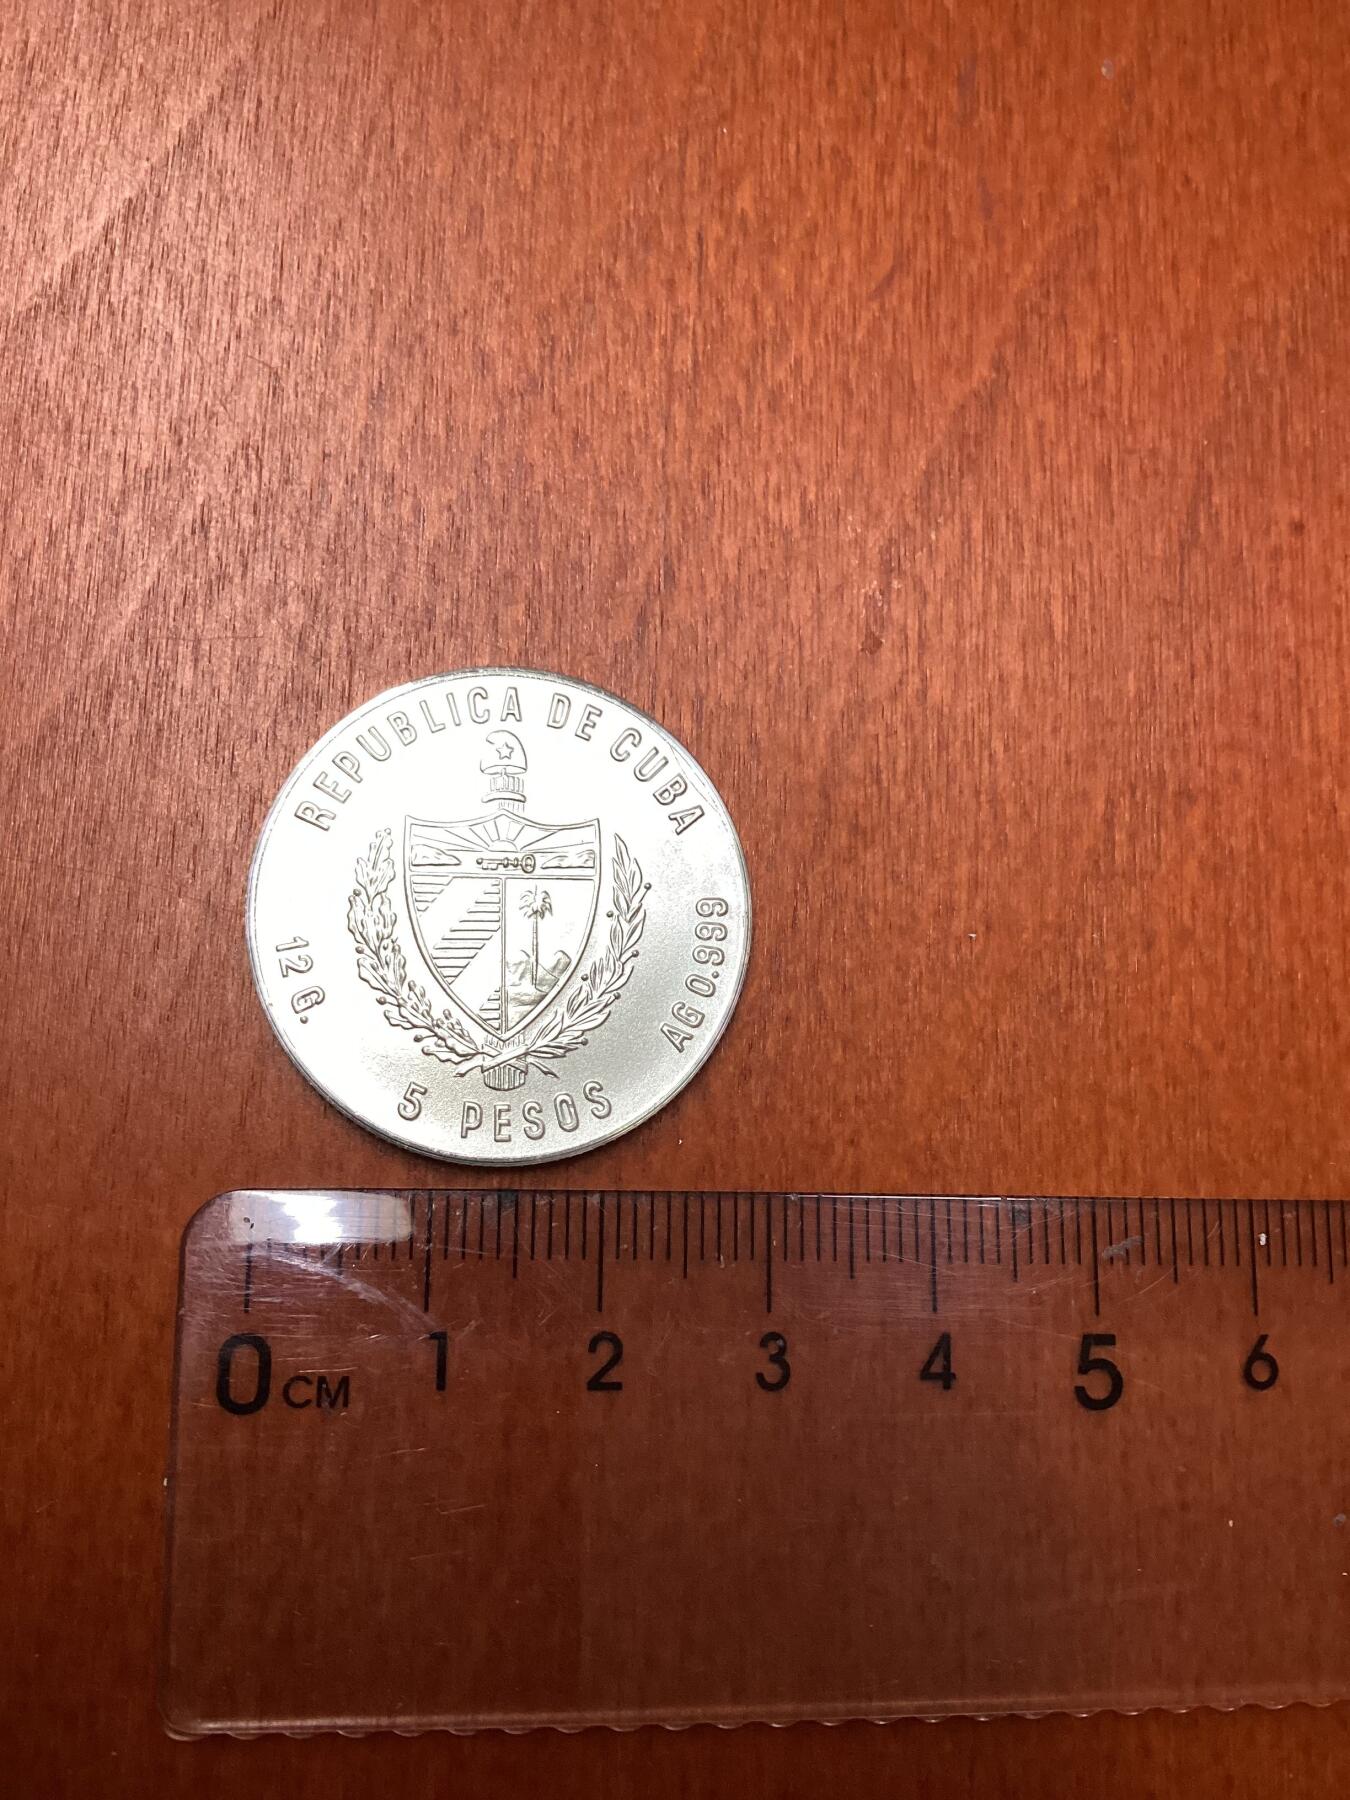 REPUBLICA DE CUBA
12 G.
AG 0.999
5 PESOS
0 CM 1 2 3 4 5 6